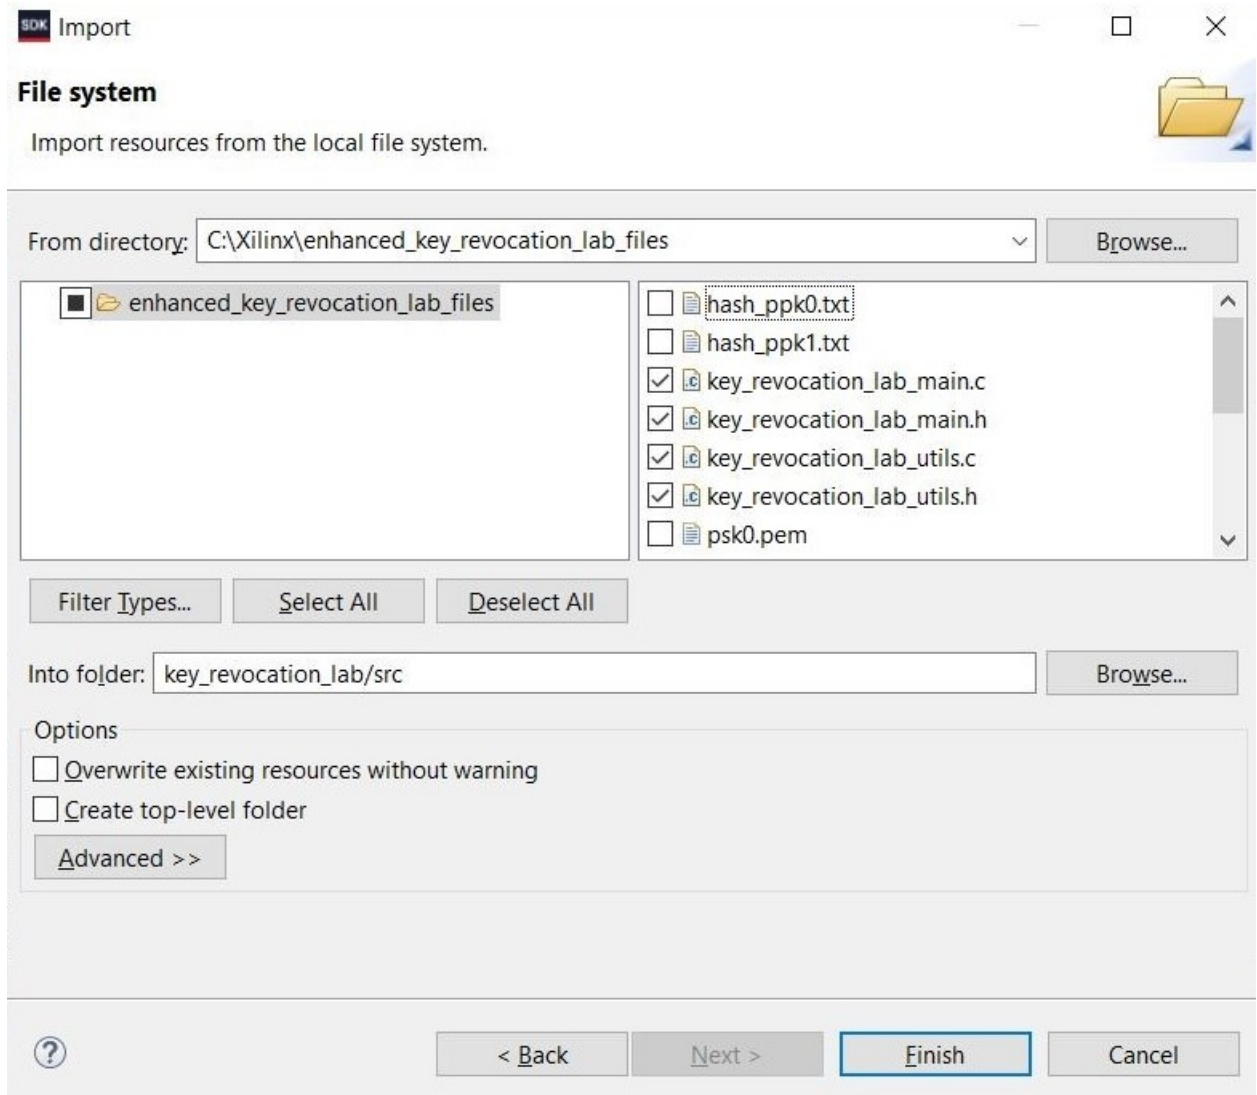 SDK Import
File system
Import resources from the local file system.
From directory: C:\Xilinx\enhanced_key_revocation_lab_files Browse...
enhanced_key_revocation_lab_files
hash_ppk0.txt
hash_ppk1.txt
.c key_revocation_lab_main.c
.c key_revocation_lab_main.h
.c key_revocation_lab_utils.c
.c key_revocation_lab_utils.h
psk0.pem
Filter Types... Select All Deselect All
Into folder: key_revocation_lab/src Browse...
Options
Overwrite existing resources without warning
Create top-level folder
Advanced >>
? < Back Next > Finish Cancel